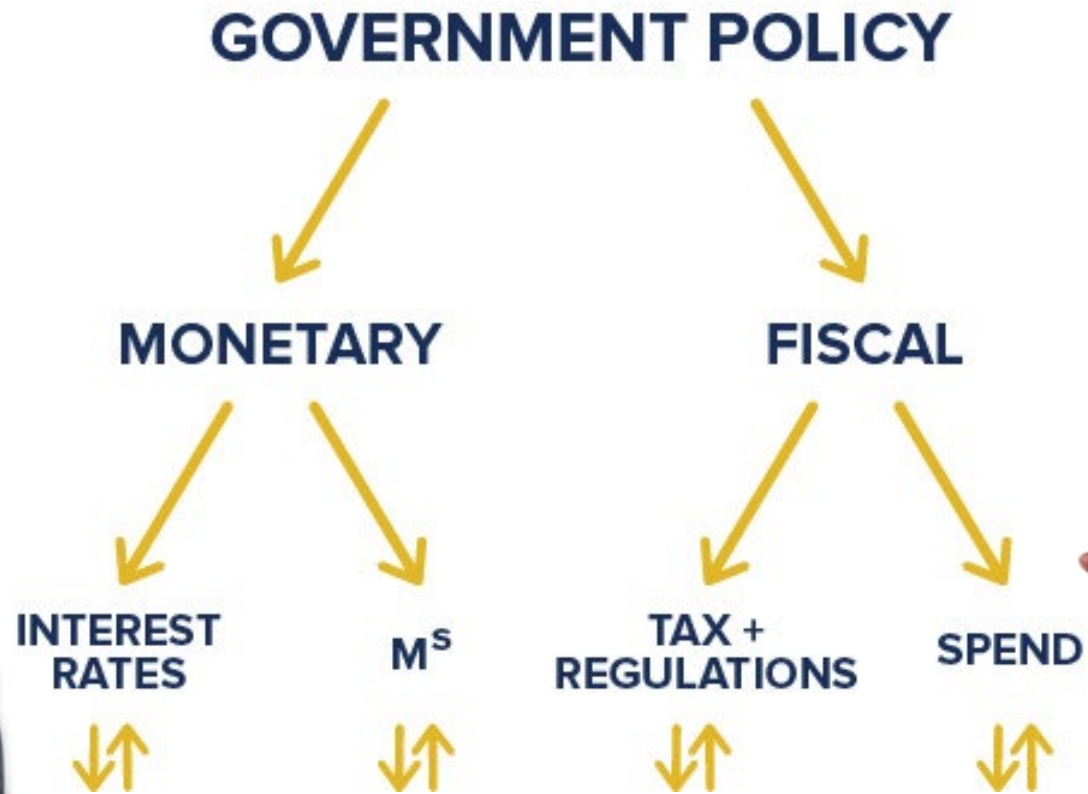 GOVERNMENT POLICY
MONETARY
FISCAL
INTEREST
RATES
Mˢ
TAX +
REGULATIONS
SPEND